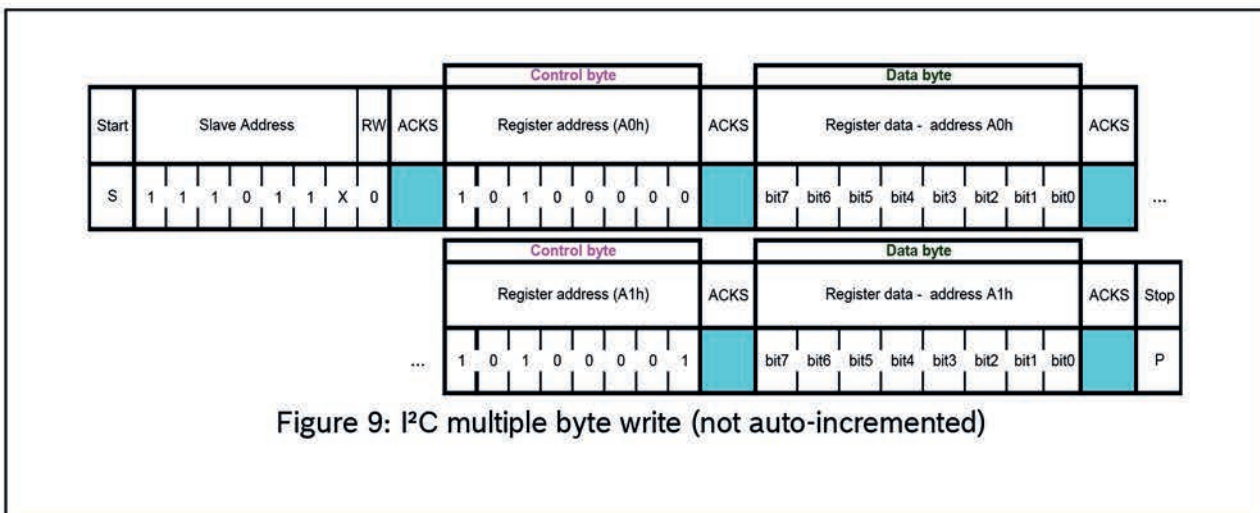 Control byte Data byte
Start Slave Address RW ACKS Register address (A0h) ACKS Register data - address A0h ACKS
S 1 1 1 0 1 1 X 0 1 0 1 0 0 0 0 0 bit7 bit6 bit5 bit4 bit3 bit2 bit1 bit0 ...
Control byte Data byte
Register address (A1h) ACKS Register data - address A1h ACKS Stop
... 1 0 1 0 0 0 0 1 bit7 bit6 bit5 bit4 bit3 bit2 bit1 bit0 P
Figure 9: I²C multiple byte write (not auto-incremented)